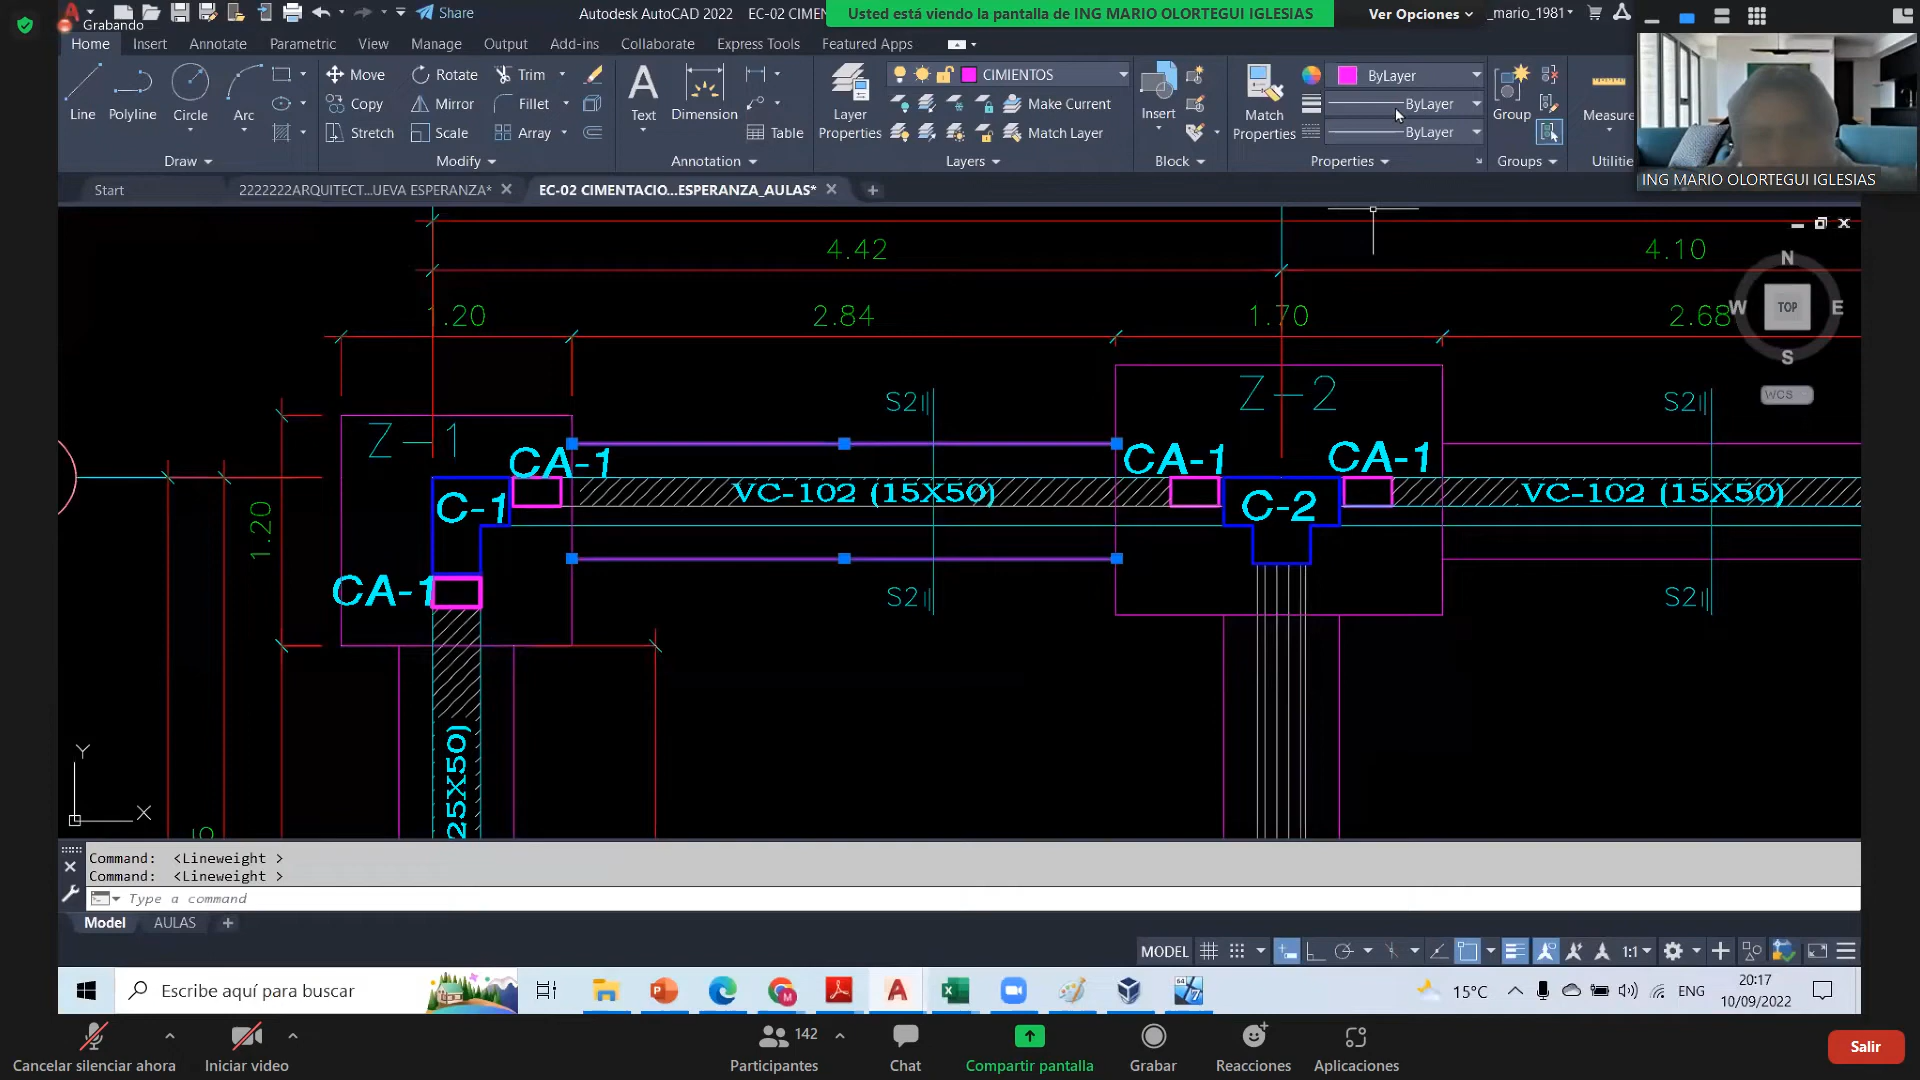 Grabando
Share
Autodesk AutoCAD 2022
EC-02 CIMEN
Usted está viendo la pantalla de ING MARIO OLORTEGUI IGLESIAS
Ver Opciones
_mario_1981
Home
Insert
Annotate
Parametric
View
Manage
Output
Add-ins
Collaborate
Express Tools
Featured Apps
Line
Polyline
Circle
Arc
Draw
Move
Copy
Stretch
Rotate
Mirror
Scale
Trim
Fillet
Array
Modify
Text
Dimension
Table
Annotation
Layer
Properties
CIMIENTOS
Make Current
Match Layer
Layers
Insert
Block
Match
Properties
ByLayer
ByLayer
ByLayer
Properties
Group
Groups
Measure
Utilitie
ING MARIO OLORTEGUI IGLESIAS
Start
2222222ARQUITECT...UEVA ESPERANZA*
EC-02 CIMENTACIO...ESPERANZA_AULAS*
4.42
4.10
.20
2.84
1.70
2.68
N
W
TOP
E
S
WCS
Z-1
Z-2
S2
S2
CA-1
CA-1
CA-1
C-1
VC-102 (15X50)
C-2
VC-102 (15X50)
1.20
CA-1
S2
S2
25X50)
Y
X
Command: <Lineweight >
Command: <Lineweight >
Type a command
Model
AULAS
MODEL
1:1
Escribe aquí para buscar
15°C
ENG
20:17
10/09/2022
Cancelar silenciar ahora
Iniciar video
142
Participantes
Chat
Compartir pantalla
Grabar
Reacciones
Aplicaciones
Salir